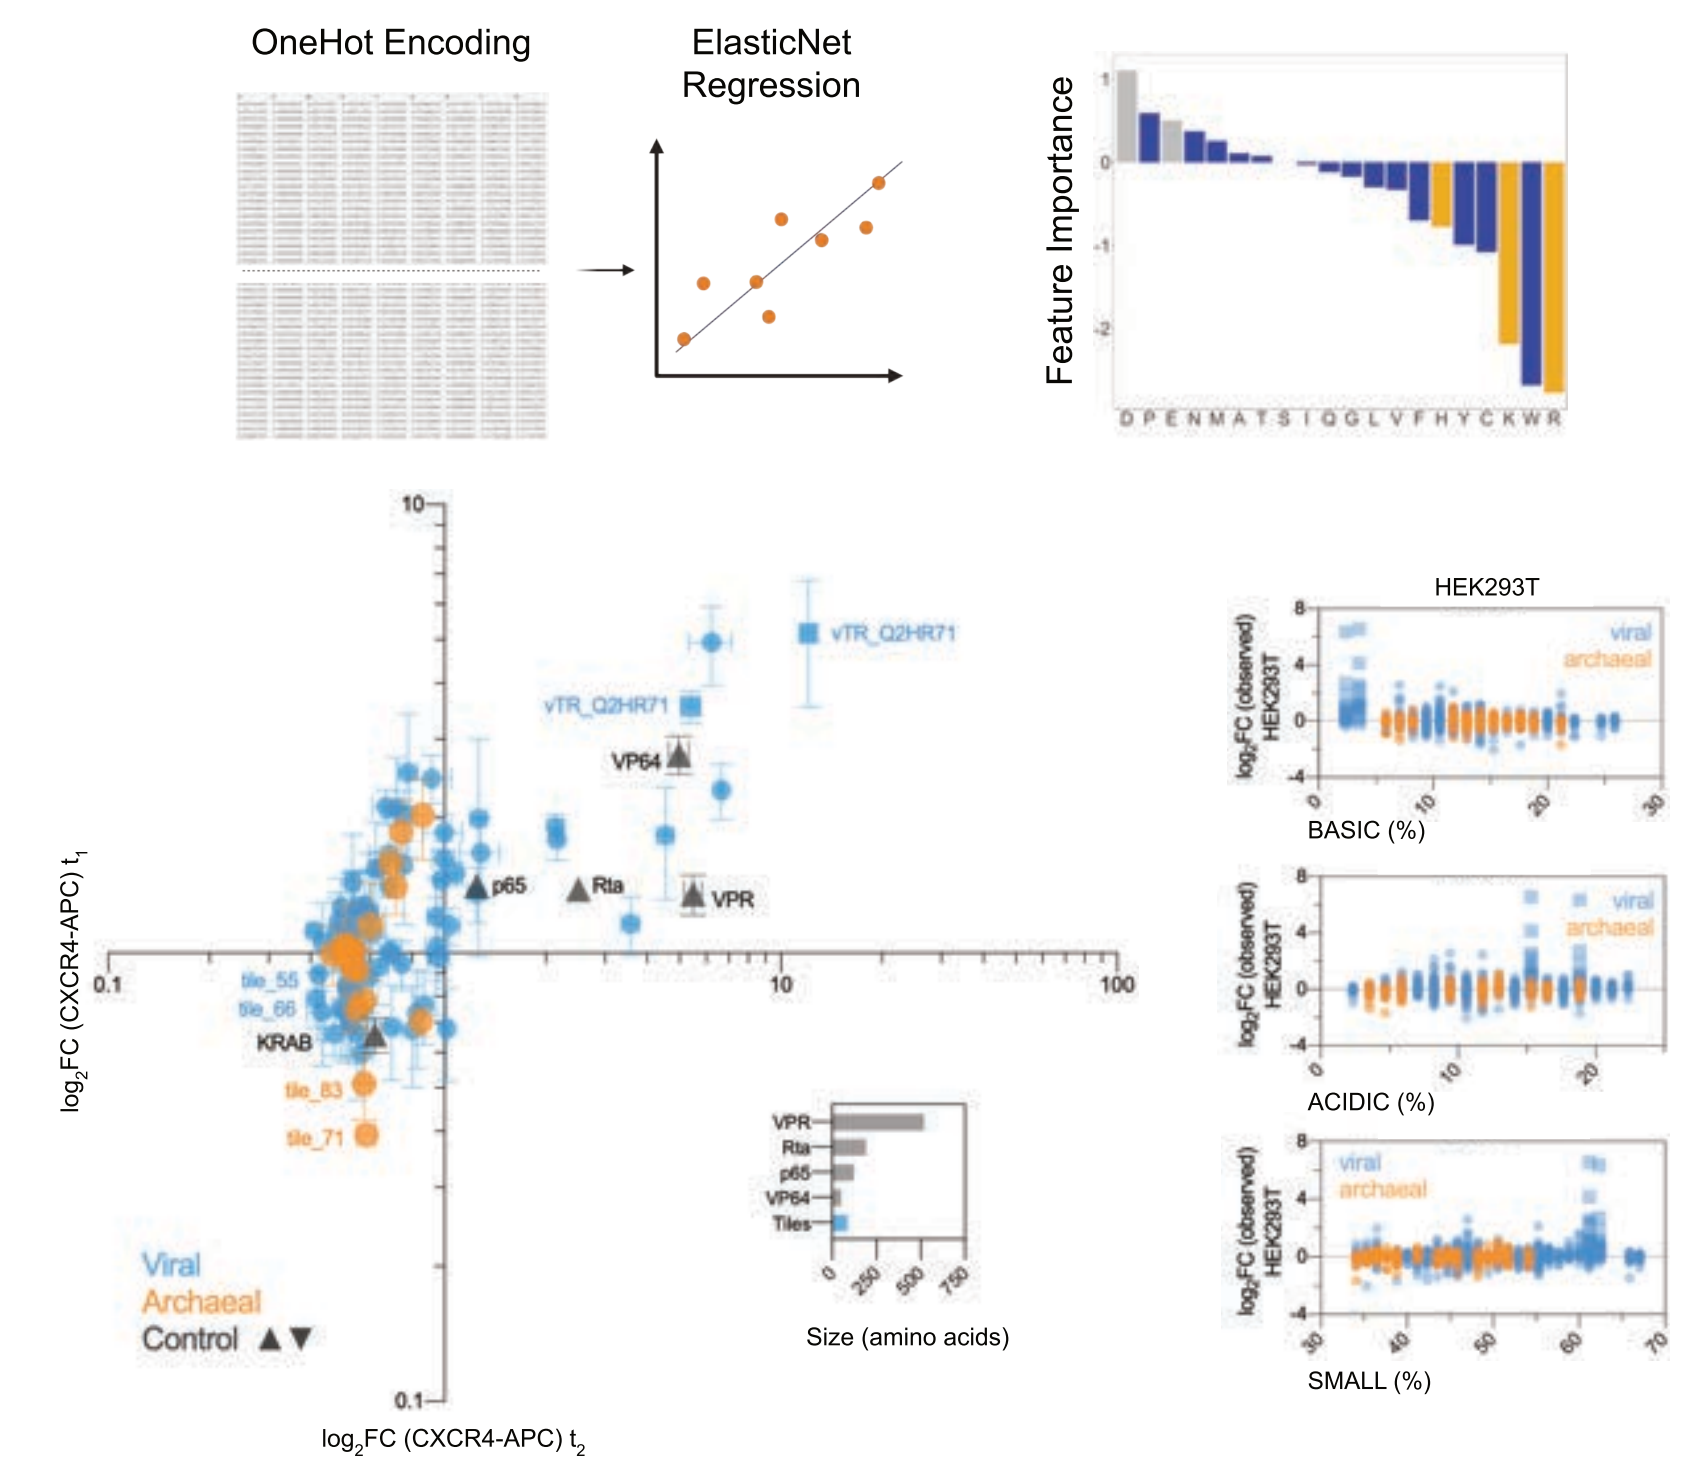 OneHot Encoding
ElasticNet
Regression
Feature Importance
1
0
-1
-2
D P E N M A T S I Q G L V F H Y C K W R
log2FC (CXCR4-APC) t1
10
0.1
0.1
10
100
vTR_Q2HR71
vTR_Q2HR71
VP64
p65
Rta
VPR
tile_55
tile_66
KRAB
tile_83
tile_71
Viral
Archaeal
Control ▲ ▼
log2FC (CXCR4-APC) t2
VPR
Rta
p65
VP64
Tiles
0 250 500 750
Size (amino acids)
HEK293T
log2FC (observed)
HEK293T
8
4
0
-4
viral
archaeal
0 10 20 30
BASIC (%)
log2FC (observed)
HEK293T
8
4
0
-4
viral
archaeal
0 10 20
ACIDIC (%)
log2FC (observed)
HEK293T
8
4
0
-4
viral
archaeal
30 40 50 60 70
SMALL (%)